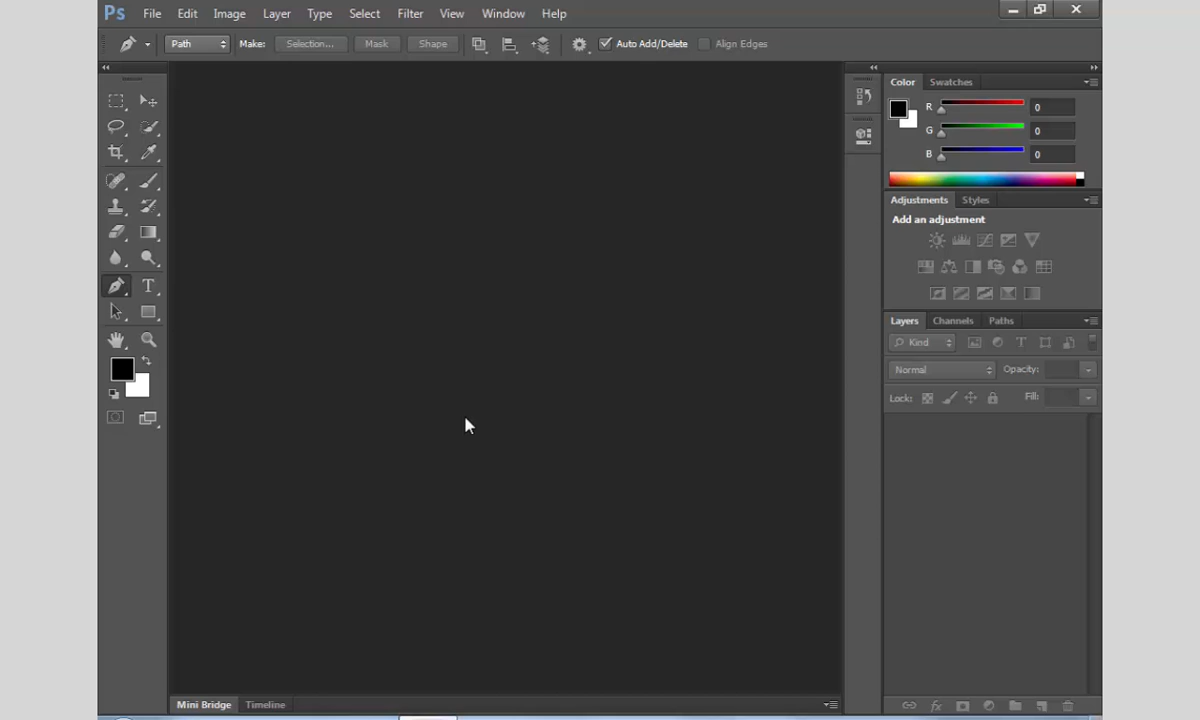 Ps File Edit Image Layer Type Select Filter View Window Help
Path Make: Selection... Mask Shape Auto Add/Delete Align Edges
Color Swatches
R 0
G 0
B 0
Adjustments Styles
Add an adjustment
Layers Channels Paths
Kind T
Normal Opacity:
Lock: Fill:
T
Mini Bridge Timeline
fx